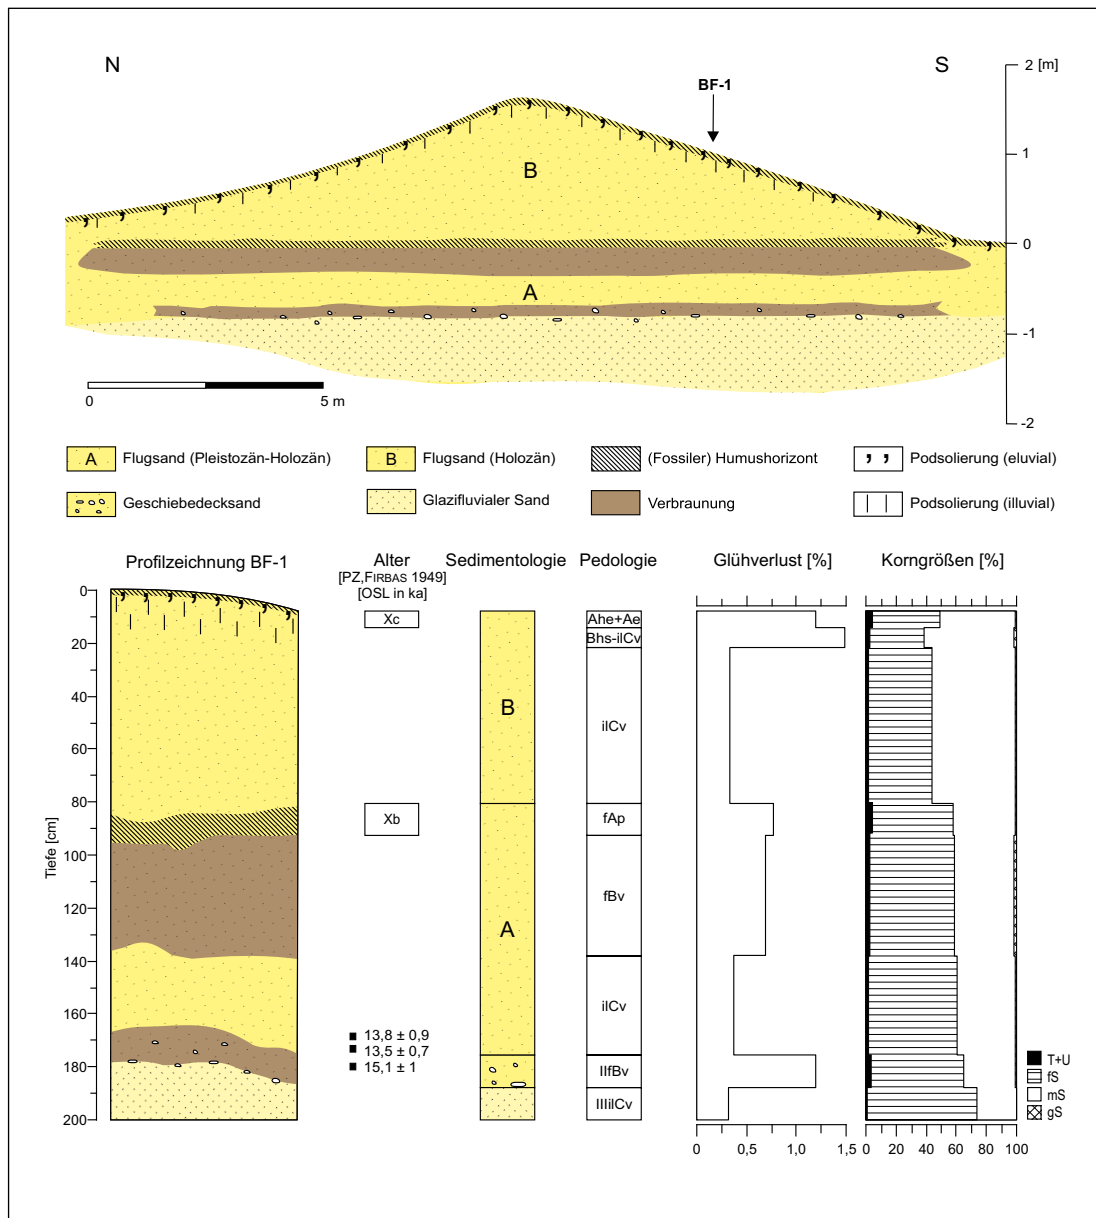 N
S
BF-1
2 [m]
1
0
-1
-2
B
A
0
5 m
A Flugsand (Pleistozän-Holozän)
B Flugsand (Holozän)
(Fossiler) Humushorizont
Podsolierung (eluvial)
Geschiebedecksand
Glazifluvialer Sand
Verbraunung
Podsolierung (illuvial)
Profilzeichnung BF-1
Alter
[PZ,FIRBAS 1949]
[OSL in ka]
Sedimentologie
Pedologie
Glühverlust [%]
Korngrößen [%]
Tiefe [cm]
0
20
40
60
80
100
120
140
160
180
200
Xc
Xb
13,8 ± 0,9
13,5 ± 0,7
15,1 ± 1
B
A
Ahe+Ae
Bhs-ilCv
ilCv
fAp
fBv
ilCv
IIfBv
IIIilCv
0 0,5 1,0 1,5
0 20 40 60 80 100
T+U
fS
mS
gS